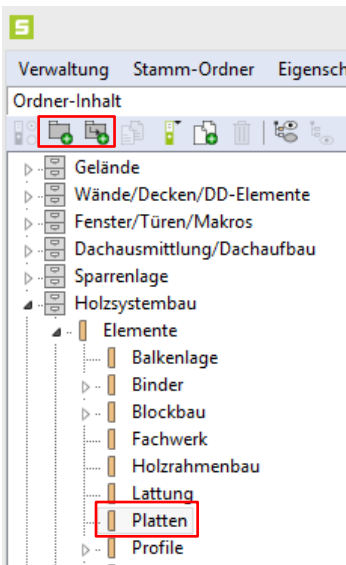 S
Verwaltung Stamm-Ordner Eigensch
Ordner-Inhalt
Gelände
Wände/Decken/DD-Elemente
Fenster/Türen/Makros
Dachausmittlung/Dachaufbau
Sparrenlage
Holzsystembau
Elemente
Balkenlage
Binder
Blockbau
Fachwerk
Holzrahmenbau
Lattung
Platten
Profile